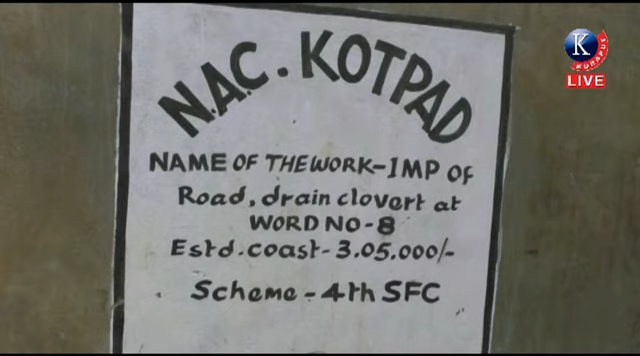 N.A.C. KOTPAD
NAME OF THE WORK-IMP OF
Road, drain clovert at
WORD NO-8
Estd. coast-3.05.000/-
Scheme-4th SFC
K
KORAPUT
LIVE